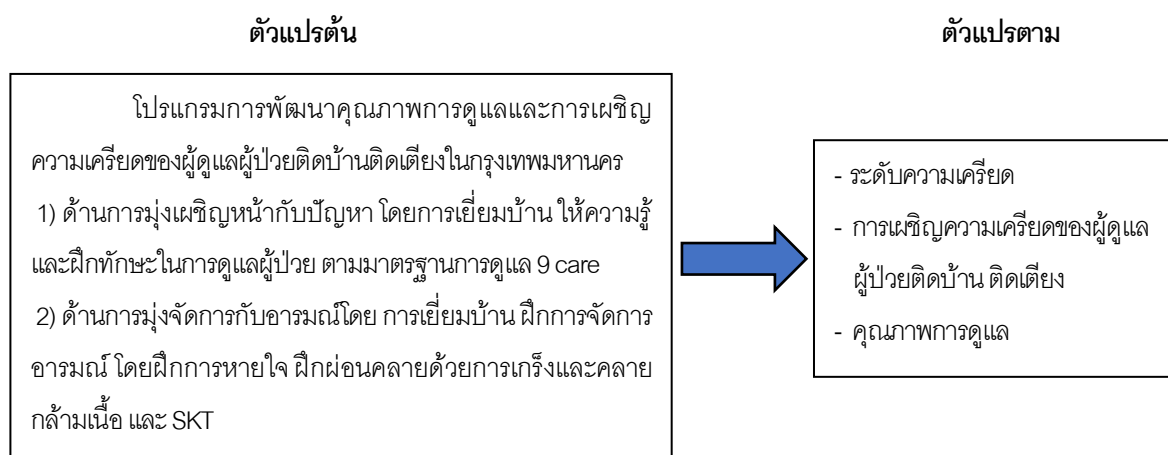 ตัวแปรต้น
ตัวแปรตาม
โปรแกรมการพัฒนาคุณภาพการดูแลและการเผชิญ
ความเครียดของผู้ดูแลผู้ป่วยติดบ้านติดเตียงในกรุงเทพมหานคร
1) ด้านการมุ่งเผชิญหน้ากับปัญหา โดยการเยี่ยมบ้าน ให้ความรู้
และฝึกทักษะในการดูแลผู้ป่วย ตามมาตรฐานการดูแล 9 care
2) ด้านการมุ่งจัดการกับอารมณ์โดย การเยี่ยมบ้าน ฝึกการจัดการ
อารมณ์ โดยฝึกการหายใจ ฝึกผ่อนคลายด้วยการเกร็งและคลาย
กล้ามเนื้อ และ SKT
- ระดับความเครียด
- การเผชิญความเครียดของผู้ดูแล
ผู้ป่วยติดบ้าน ติดเตียง
- คุณภาพการดูแล